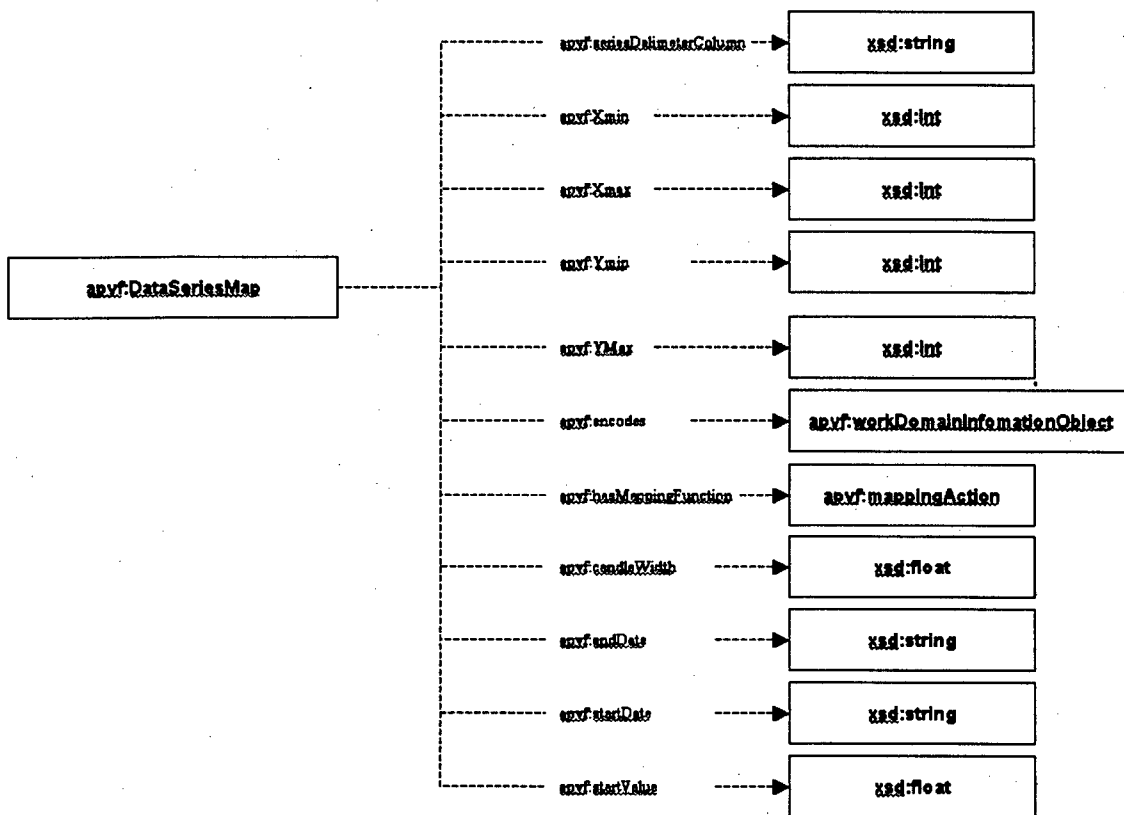 apvf:seriesDelimeterColumn xsd:string
apvf:Xmin xsd:int
apvf:Xmax xsd:int
apvf:Ymin xsd:int
apvf:DataSeriesMap
apvf:YMax xsd:int
apvf:encodes apvf:workDomainInfomationObject
apvf:hasMappingFunction apvf:mappingAction
apvf:candleWidth xsd:float
apvf:endDate xsd:string
apvf:startDate xsd:string
apvf:startValue xsd:float